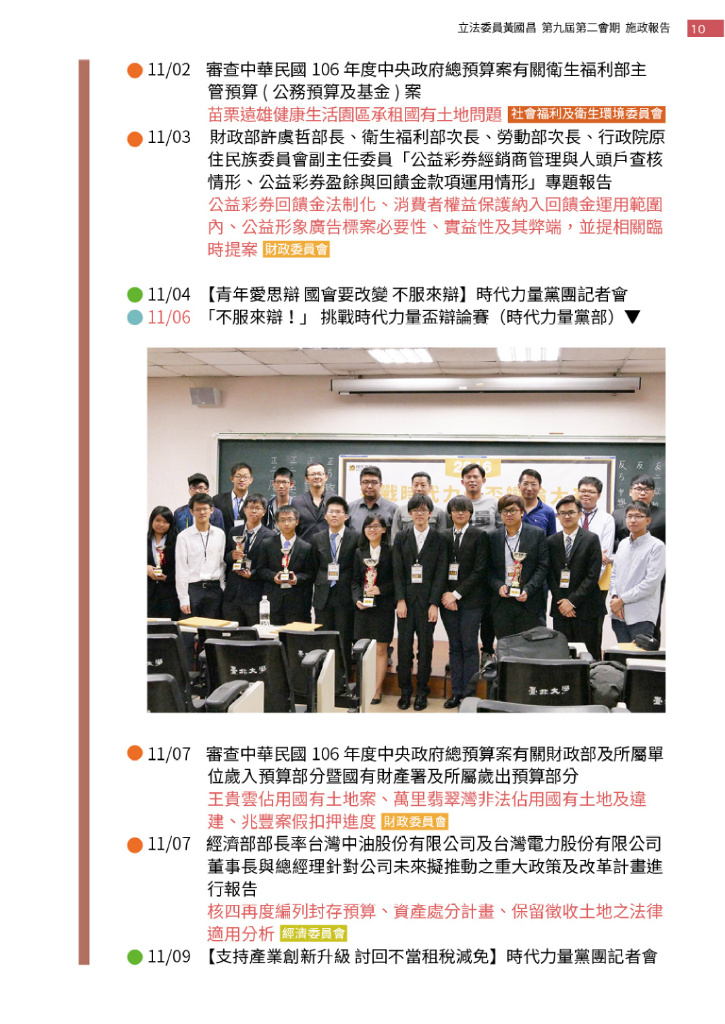 立法委員黃國昌 第九屆第二會期 施政報告 10
11/02 審查中華民國 106 年度中央政府總預算案有關衛生福利部主
管預算 ( 公務預算及基金 ) 案
苗栗遠雄健康生活園區承租國有土地問題 社會福利及衛生環境委員會
11/03 財政部許虞哲部長、衛生福利部次長、勞動部次長、行政院原
住民族委員會副主任委員「公益彩券經銷商管理與人頭戶查核
情形、公益彩券盈餘與回饋金款項運用情形」專題報告
公益彩券回饋金法制化、消費者權益保護納入回饋金運用範圍
內、公益形象廣告標案必要性、實益性及其弊端，並提相關臨
時提案 財政委員會
11/04 【青年愛思辯 國會要改變 不服來辯】時代力量黨團記者會
11/06 「不服來辯！」 挑戰時代力量盃辯論賽（時代力量黨部）▼
2016
臺北大學
臺北大學
11/07 審查中華民國 106 年度中央政府總預算案有關財政部及所屬單
位歲入預算部分暨國有財產署及所屬歲出預算部分
王貴雲佔用國有土地案、萬里翡翠灣非法佔用國有土地及違
建、兆豐案假扣押進度 財政委員會
11/07 經濟部部長率台灣中油股份有限公司及台灣電力股份有限公司
董事長與總經理針對公司未來擬推動之重大政策及改革計畫進
行報告
核四再度編列封存預算、資產處分計畫、保留徵收土地之法律
適用分析 經濟委員會
11/09 【支持產業創新升級 討回不當租稅減免】時代力量黨團記者會